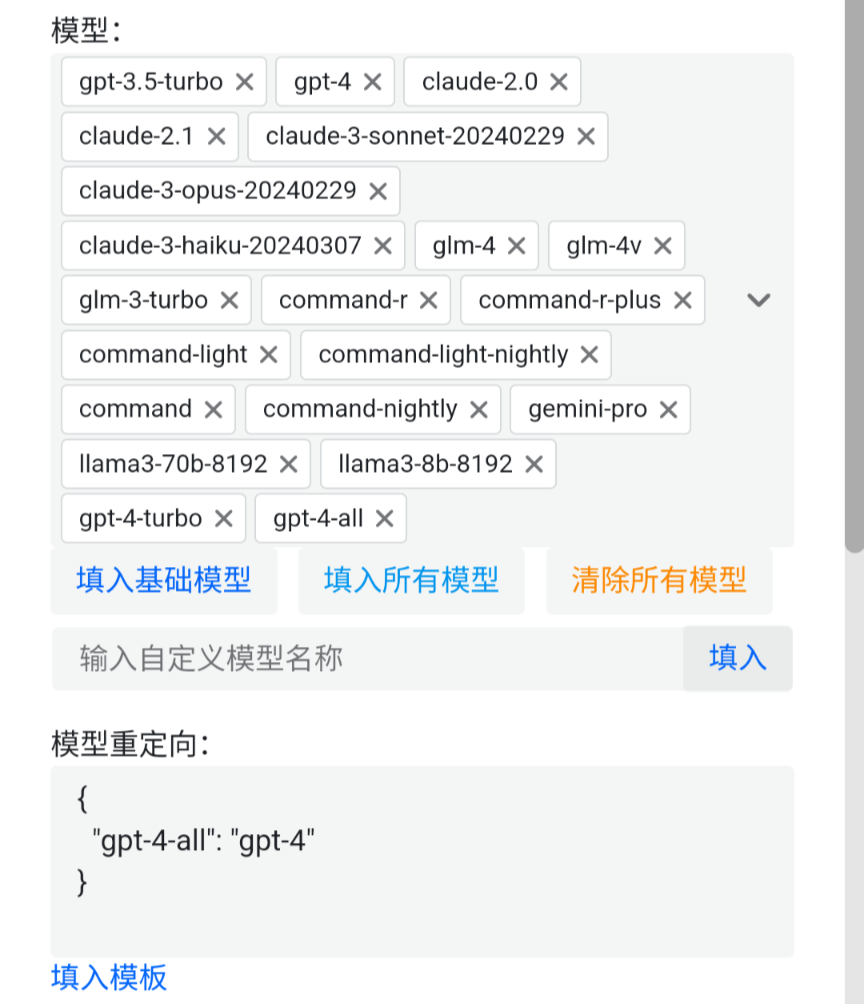 模型：
gpt-3.5-turbo × gpt-4 × claude-2.0 ×
claude-2.1 × claude-3-sonnet-20240229 ×
claude-3-opus-20240229 ×
claude-3-haiku-20240307 × glm-4 × glm-4v ×
glm-3-turbo × command-r × command-r-plus ×
command-light × command-light-nightly ×
command × command-nightly × gemini-pro ×
llama3-70b-8192 × llama3-8b-8192 ×
gpt-4-turbo × gpt-4-all ×
填入基础模型 填入所有模型 清除所有模型
输入自定义模型名称 填入
模型重定向：
{
"gpt-4-all": "gpt-4"
}
填入模板